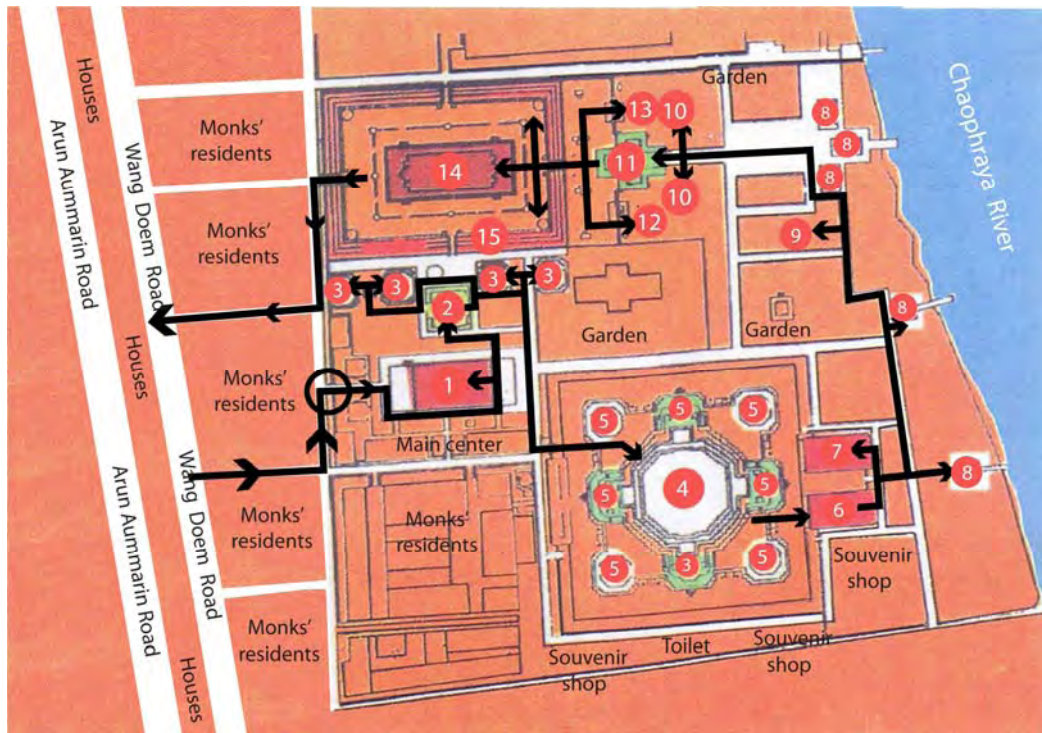 Houses
Arun Aummarin Road
Houses
Arun Aummarin Road
Houses
Wang Doem Road
Wang Doem Road
Monks'
residents
Monks'
residents
Monks'
residents
Monks'
residents
Monks'
residents
Monks'
residents
Garden
13
10
8
8
8
11
14
10
12
9
15
3
3
3
3
2
8
Garden
Garden
1
Main center
5
5
5
7
4
5
5
8
6
5
3
5
Souvenir
shop
Souvenir
shop
Toilet
Souvenir
shop
Chaophraya River